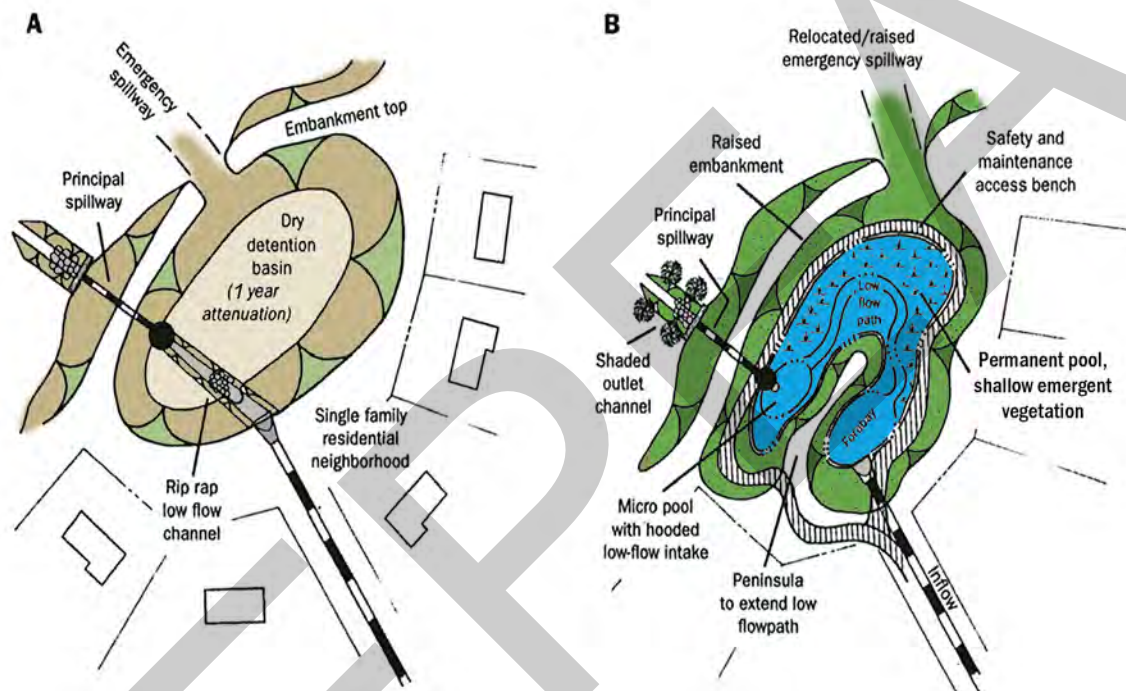 A
Emergency
spillway
Embankment top
Principal
spillway
Dry
detention
basin
(1 year
attenuation)
Single family
residential
neighborhood
Rip rap
low flow
channel
B
Relocated/raised
emergency spillway
Raised
embankment
Safety and
maintenance
access bench
Principal
spillway
Low
flow
path
Shaded
outlet
channel
Permanent pool,
shallow emergent
vegetation
Forebay
Micro pool
with hooded
low-flow intake
Peninsula
to extend low
flowpath
Inflow